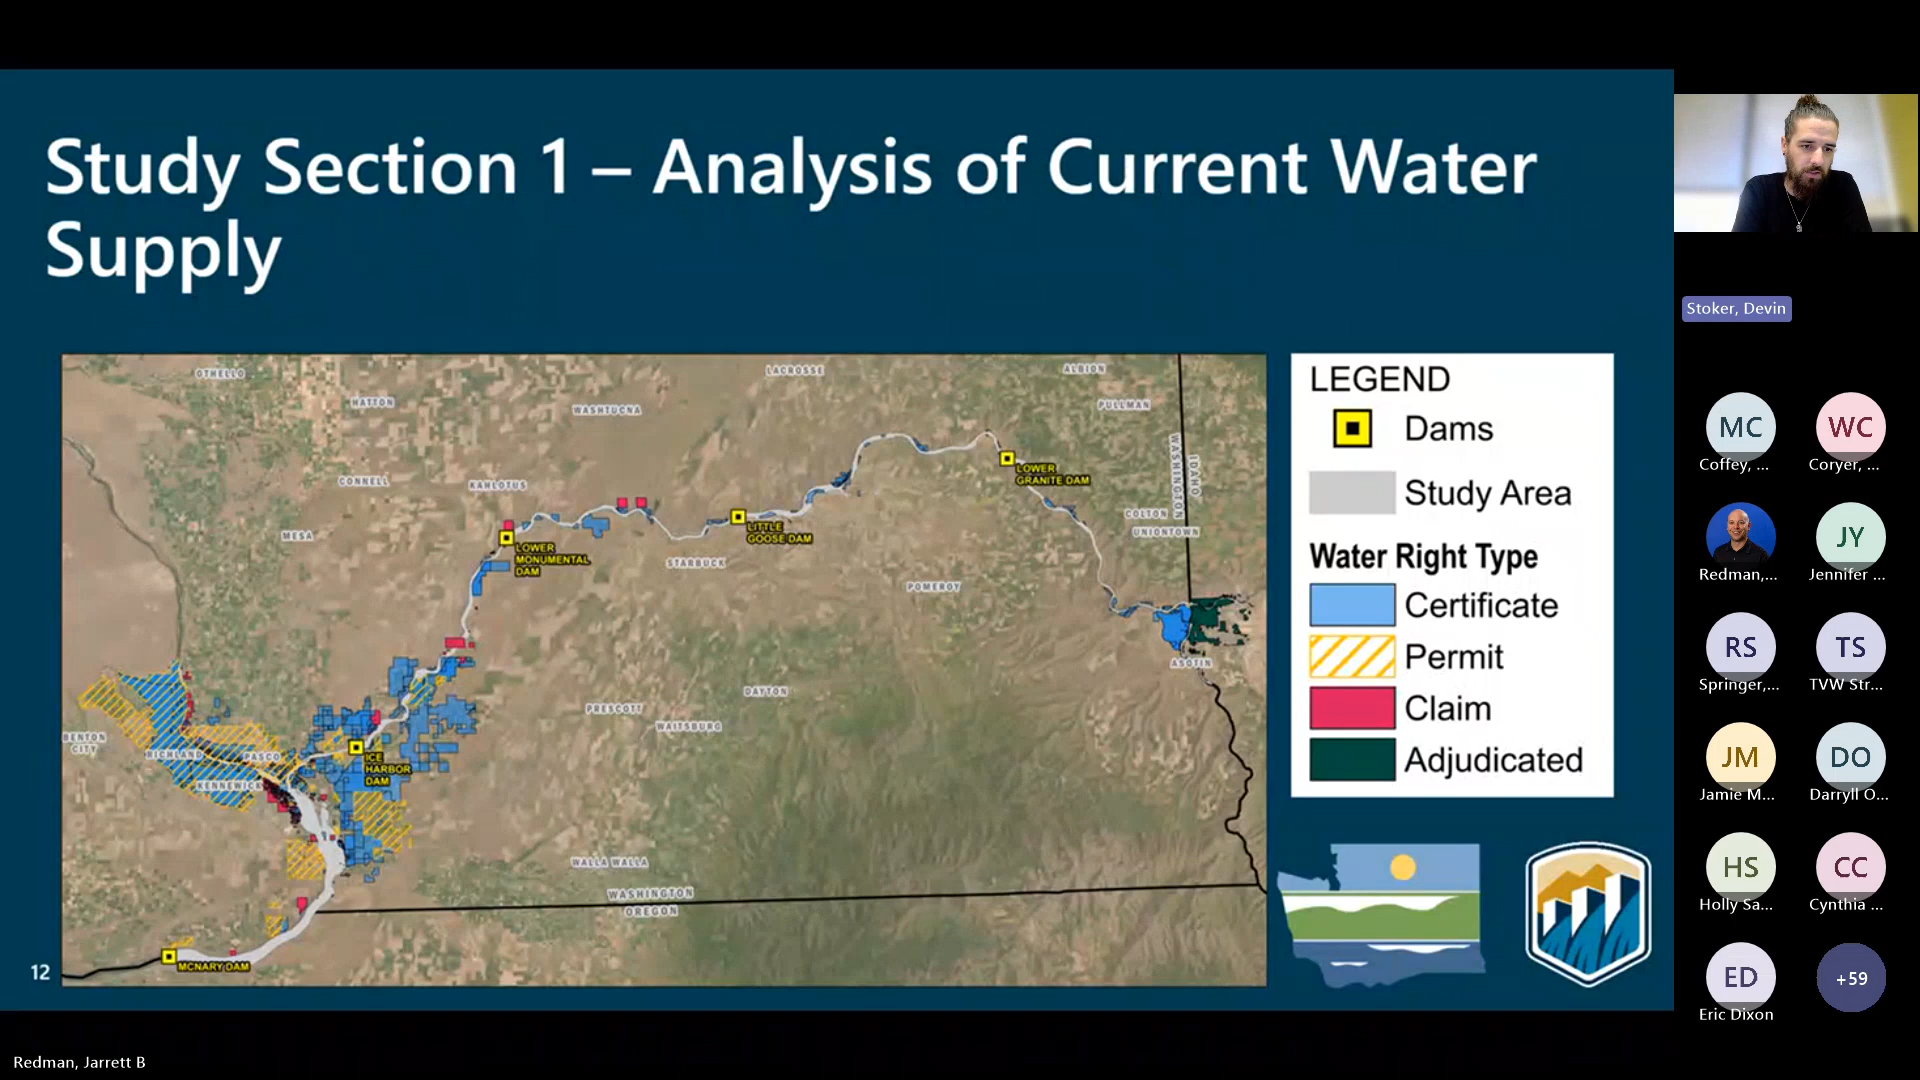 Study Section 1 – Analysis of Current Water
Supply
OTHELLO
HATTON
LACROSSE
ALBION
WASHTUCNA
PULLMAN
CONNELL
KAHLOTUS
WASHINGTON
IDAHO
LOWER
GRANITE DAM
COLTON
UNIONTOWN
MESA
LITTLE
GOOSE DAM
LOWER
MONUMENTAL
DAM
STARBUCK
POMEROY
ASOTIN
DAYTON
PRESCOTT
WAITSBURG
BENTON
CITY
RICHLAND
PASCO
KENNEWICK
ICE
HARBOR
DAM
WALLA WALLA
WASHINGTON
OREGON
MCNARY DAM
LEGEND
Dams
Study Area
Water Right Type
Certificate
Permit
Claim
Adjudicated
12
Redman, Jarrett B
Stoker, Devin
MC
WC
Coffey, ...
Coryer, ...
JY
Redman,...
Jennifer ...
RS
TS
Springer,...
TVW Str...
JM
DO
Jamie M...
Darryll O...
HS
CC
Holly Sa...
Cynthia ...
ED
+59
Eric Dixon